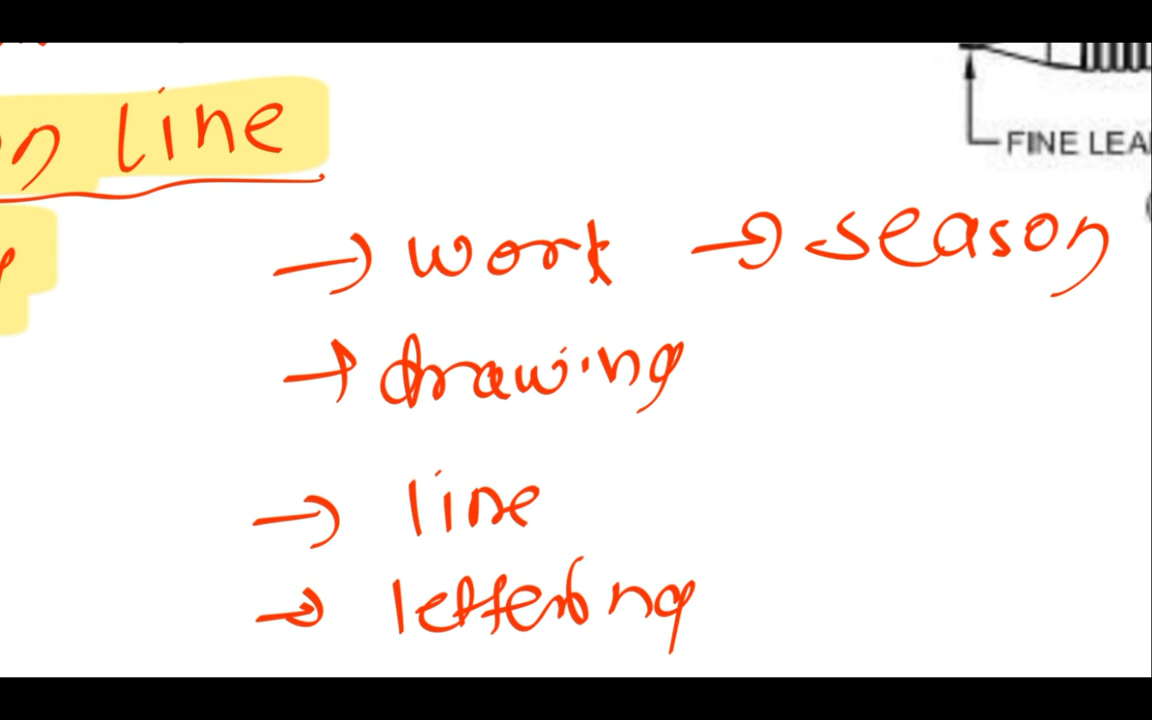 line
FINE LEA
→ work → season
→ drawing
→ line
→ lettering